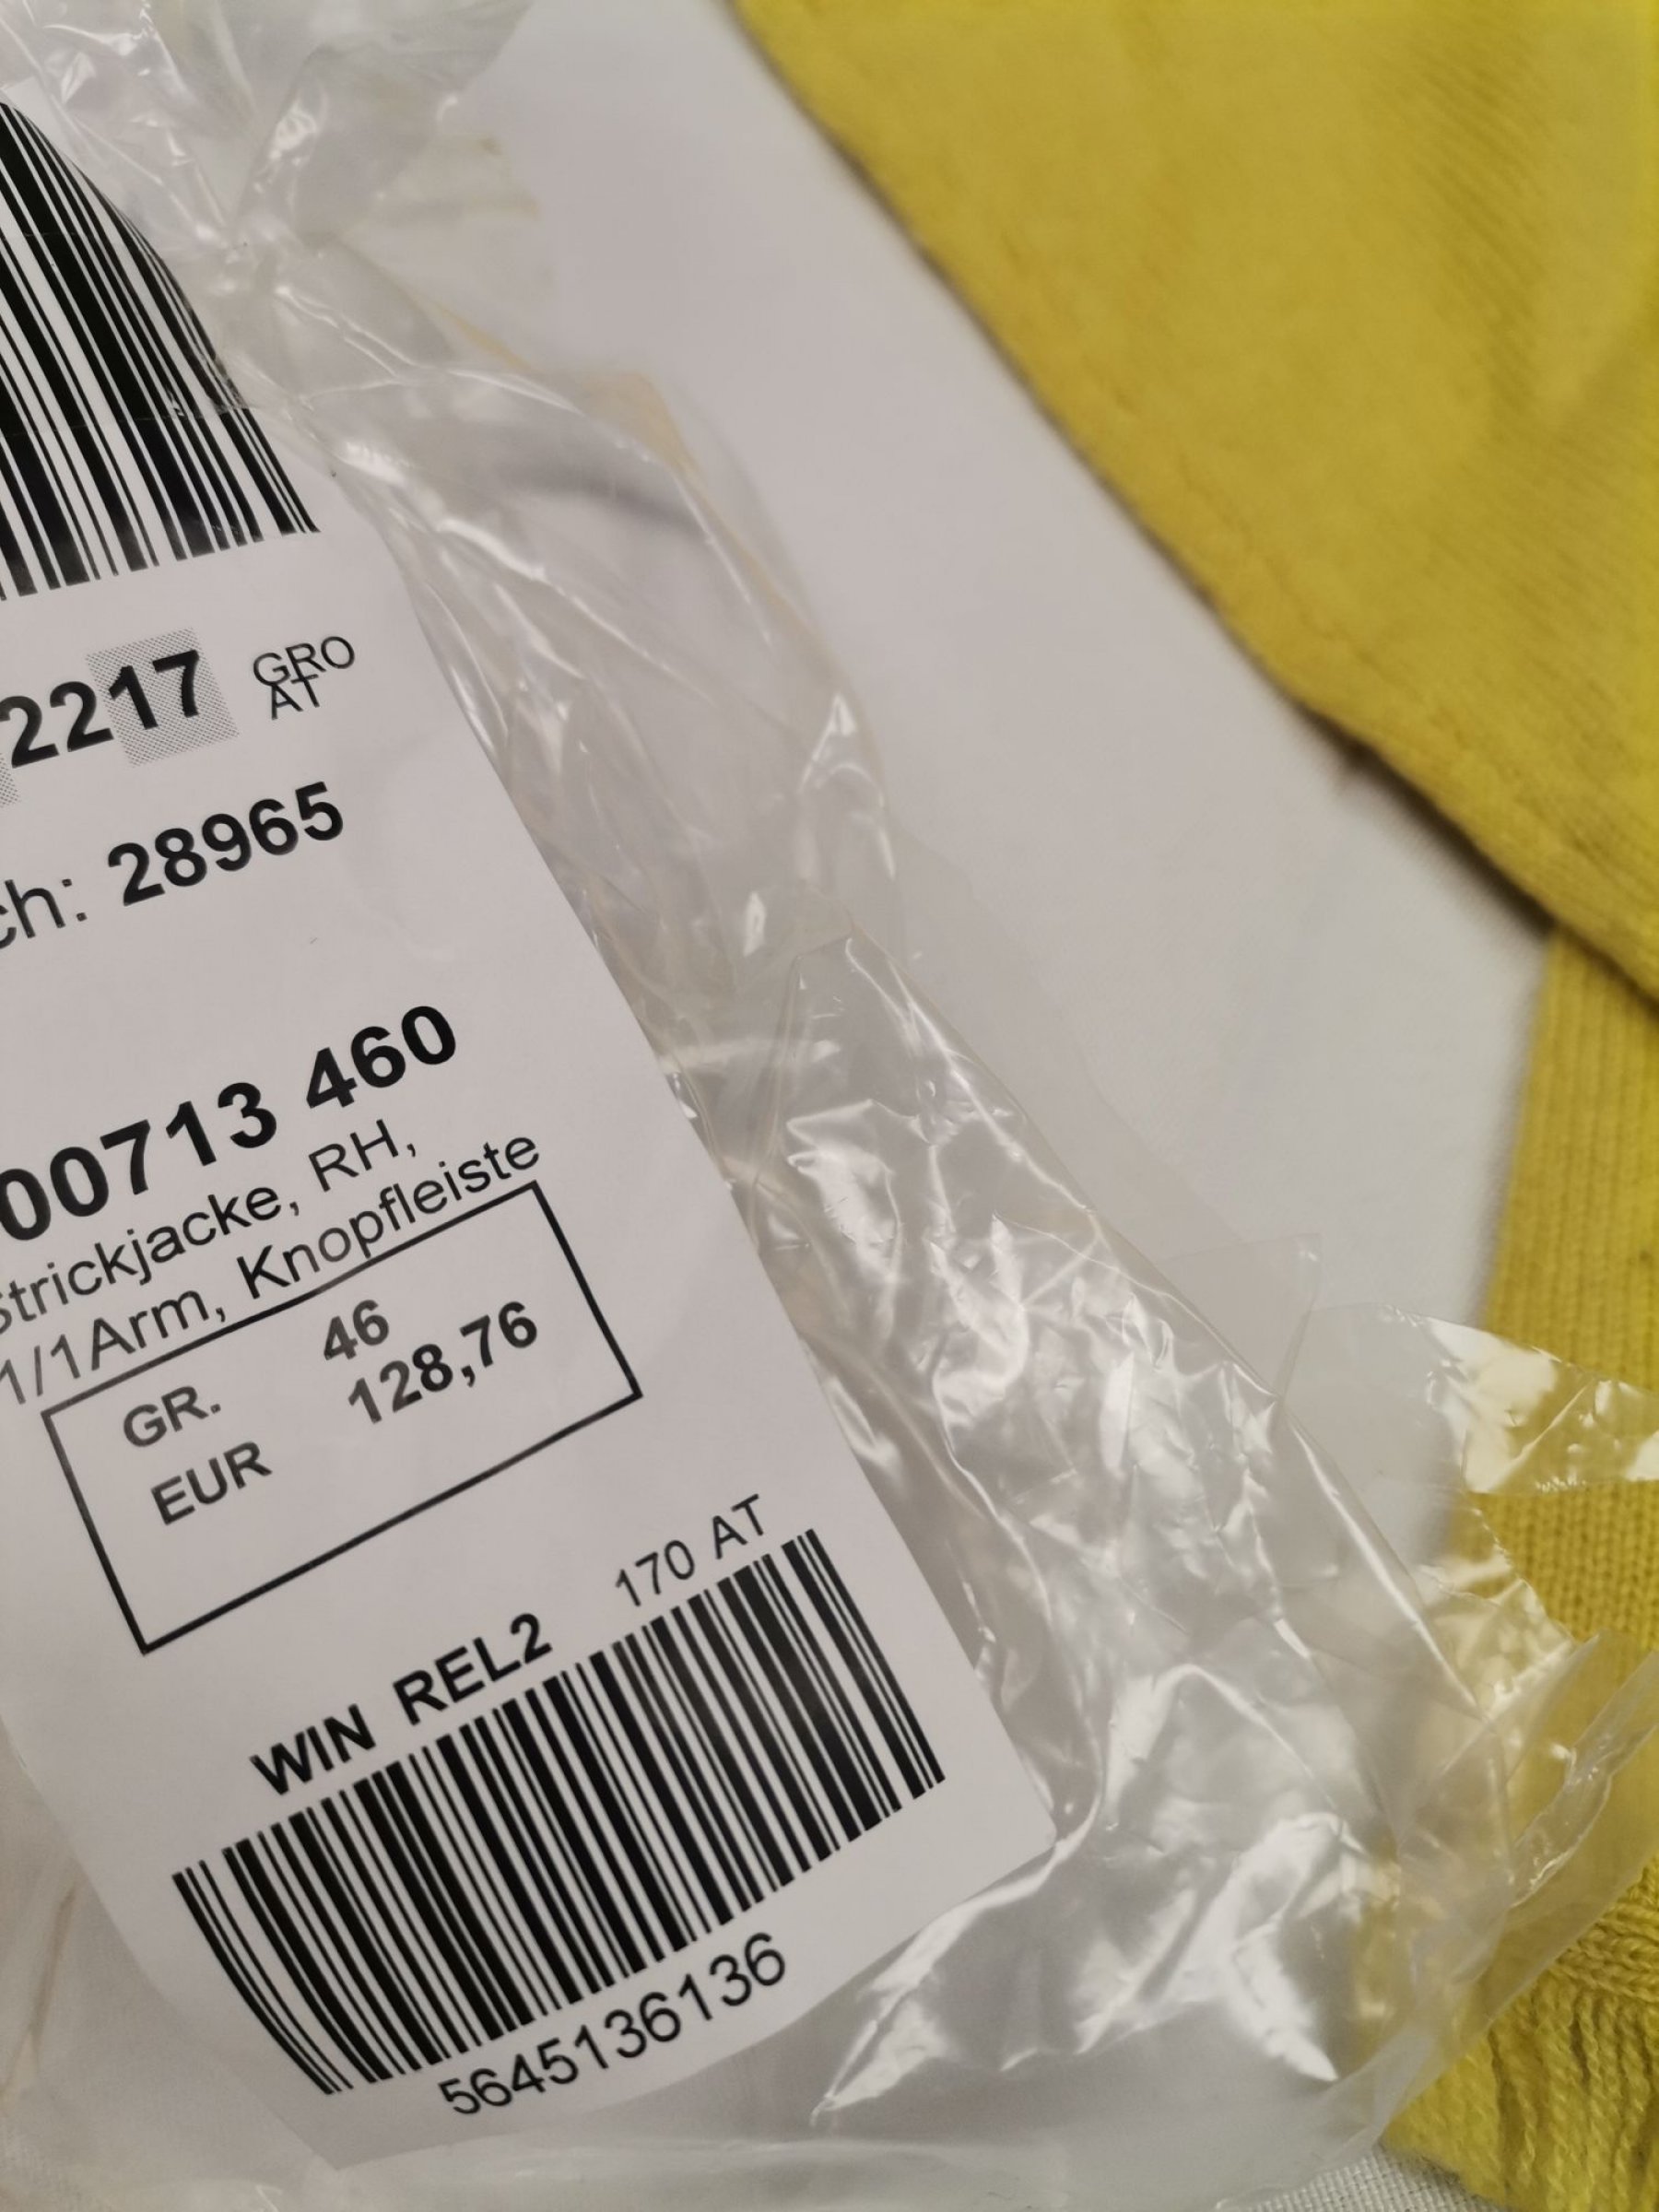 2217 GRO
AT
ch: 28965
00713 460
Strickjacke, RH,
1/1Arm, Knopfleiste
GR. 46
EUR 128,76
WIN REL2 170 AT
5645136136